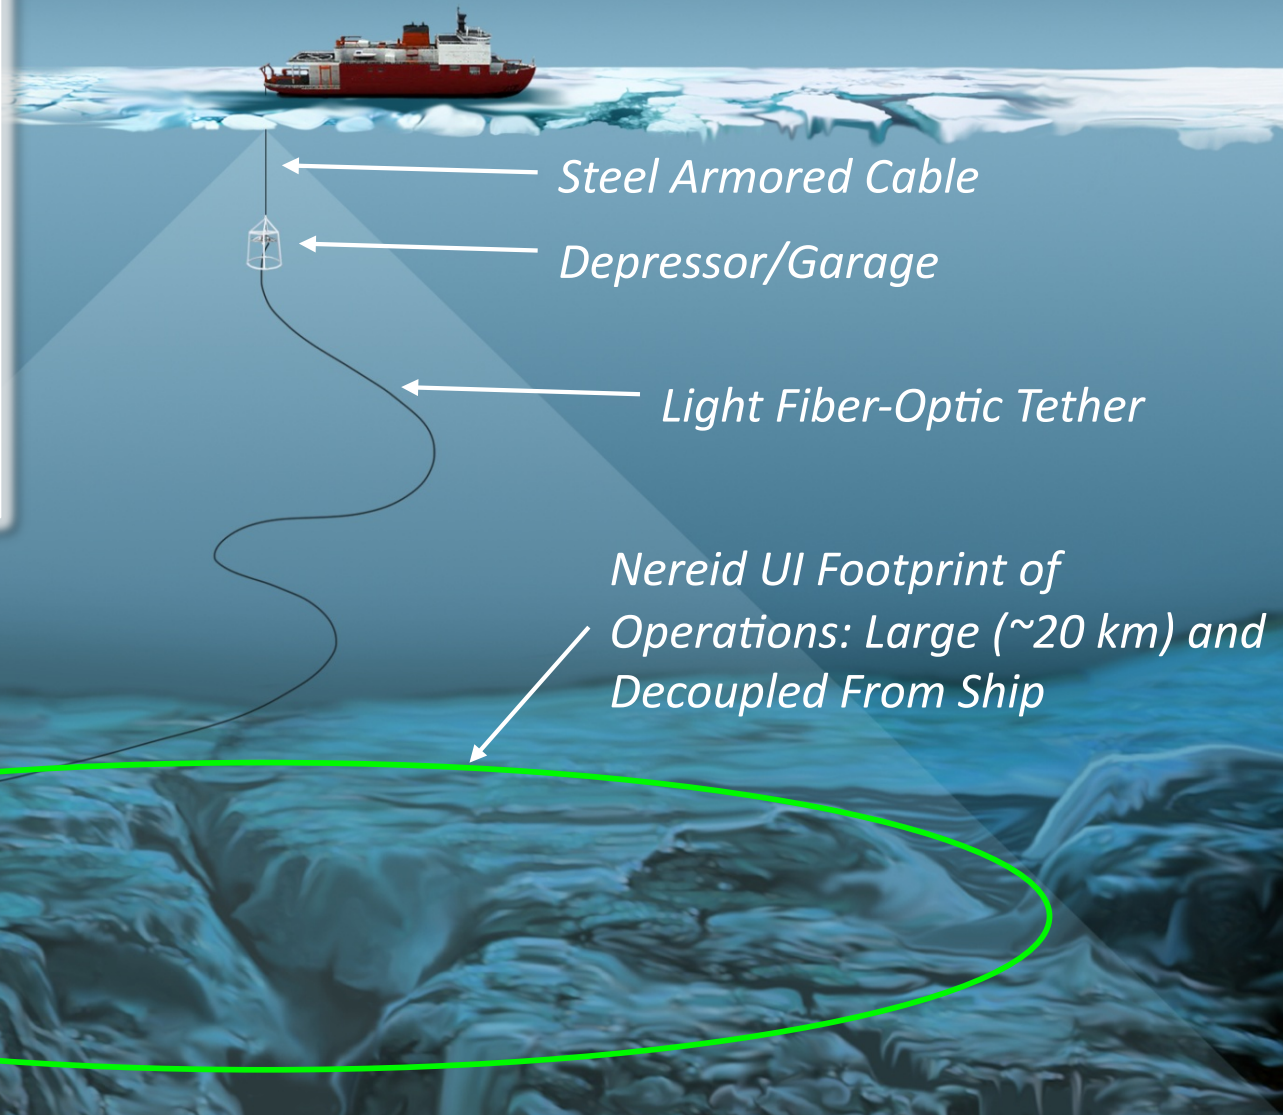 Steel Armored Cable
Depressor/Garage
Light Fiber-Optic Tether
Nereid UI Footprint of
Operations: Large (~20 km) and
Decoupled From Ship